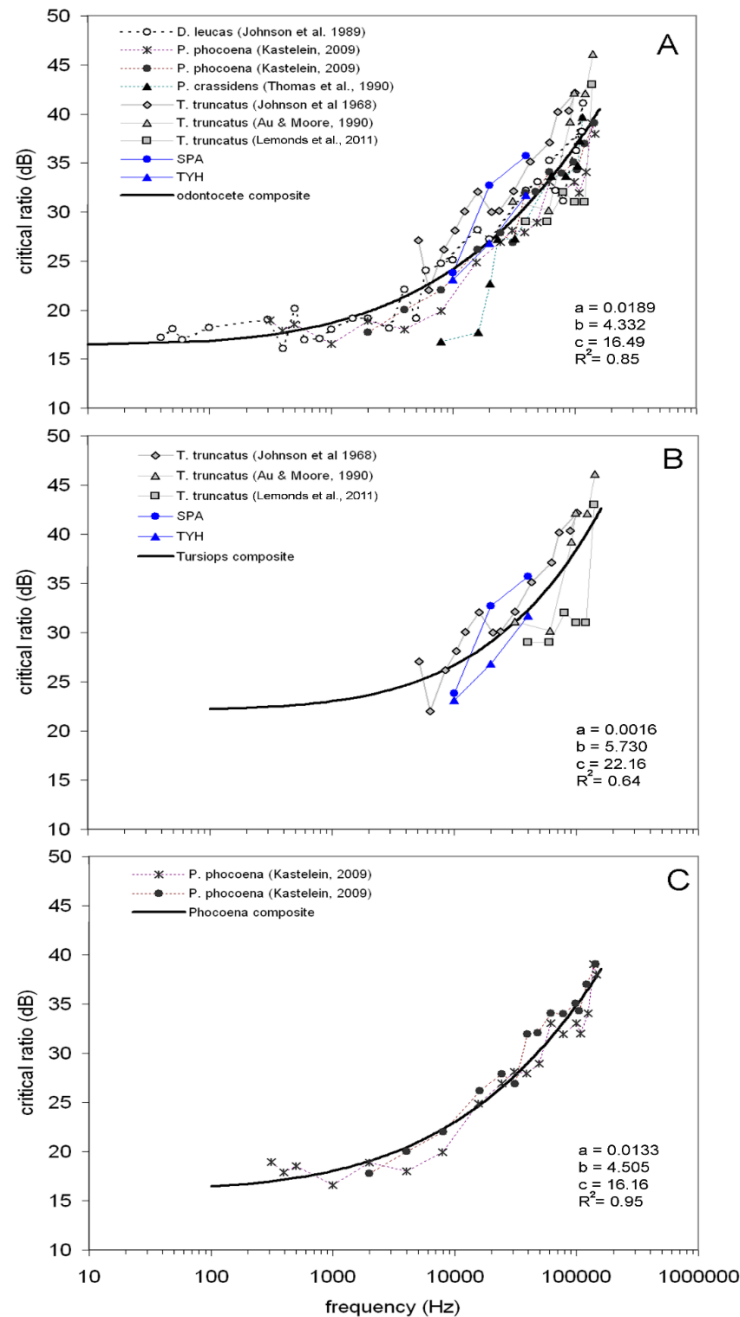 A
D. leucas (Johnson et al. 1989)
P. phocoena (Kastelein, 2009)
P. phocoena (Kastelein, 2009)
P. crassidens (Thomas et al., 1990)
T. truncatus (Johnson et al 1968)
T. truncatus (Au & Moore, 1990)
T. truncatus (Lemonds et al., 2011)
SPA
TYH
odontocete composite
50
45
40
35
30
25
20
15
10
critical ratio (dB)
a = 0.0189
b = 4.332
c = 16.49
R² = 0.85
B
T. truncatus (Johnson et al 1968)
T. truncatus (Au & Moore, 1990)
T. truncatus (Lemonds et al., 2011)
SPA
TYH
Tursiops composite
50
45
40
35
30
25
20
15
10
critical ratio (dB)
a = 0.0016
b = 5.730
c = 22.16
R² = 0.64
C
P. phocoena (Kastelein, 2009)
P. phocoena (Kastelein, 2009)
Phocoena composite
50
45
40
35
30
25
20
15
10
critical ratio (dB)
a = 0.0133
b = 4.505
c = 16.16
R² = 0.95
10 100 1000 10000 100000 1000000
frequency (Hz)